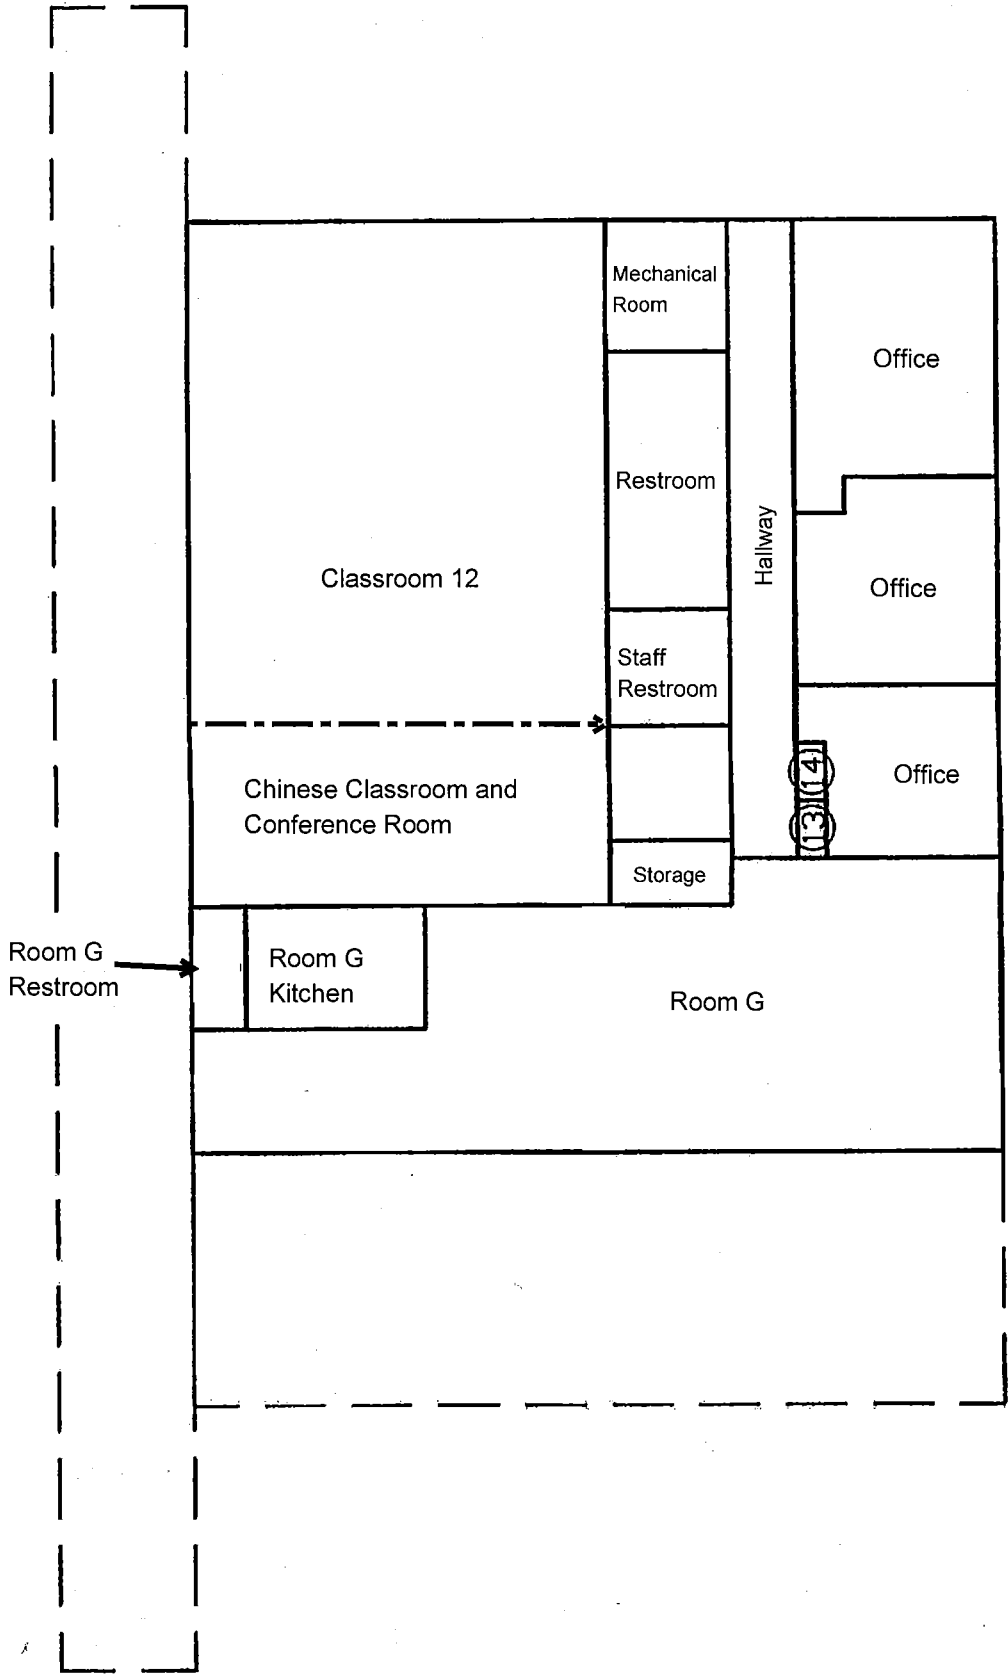 Mechanical
Room
Office
Restroom
Hallway
Classroom 12
Office
Staff
Restroom
Chinese Classroom and
Conference Room
Office
14
13
Storage
Room G
Restroom
Room G
Kitchen
Room G